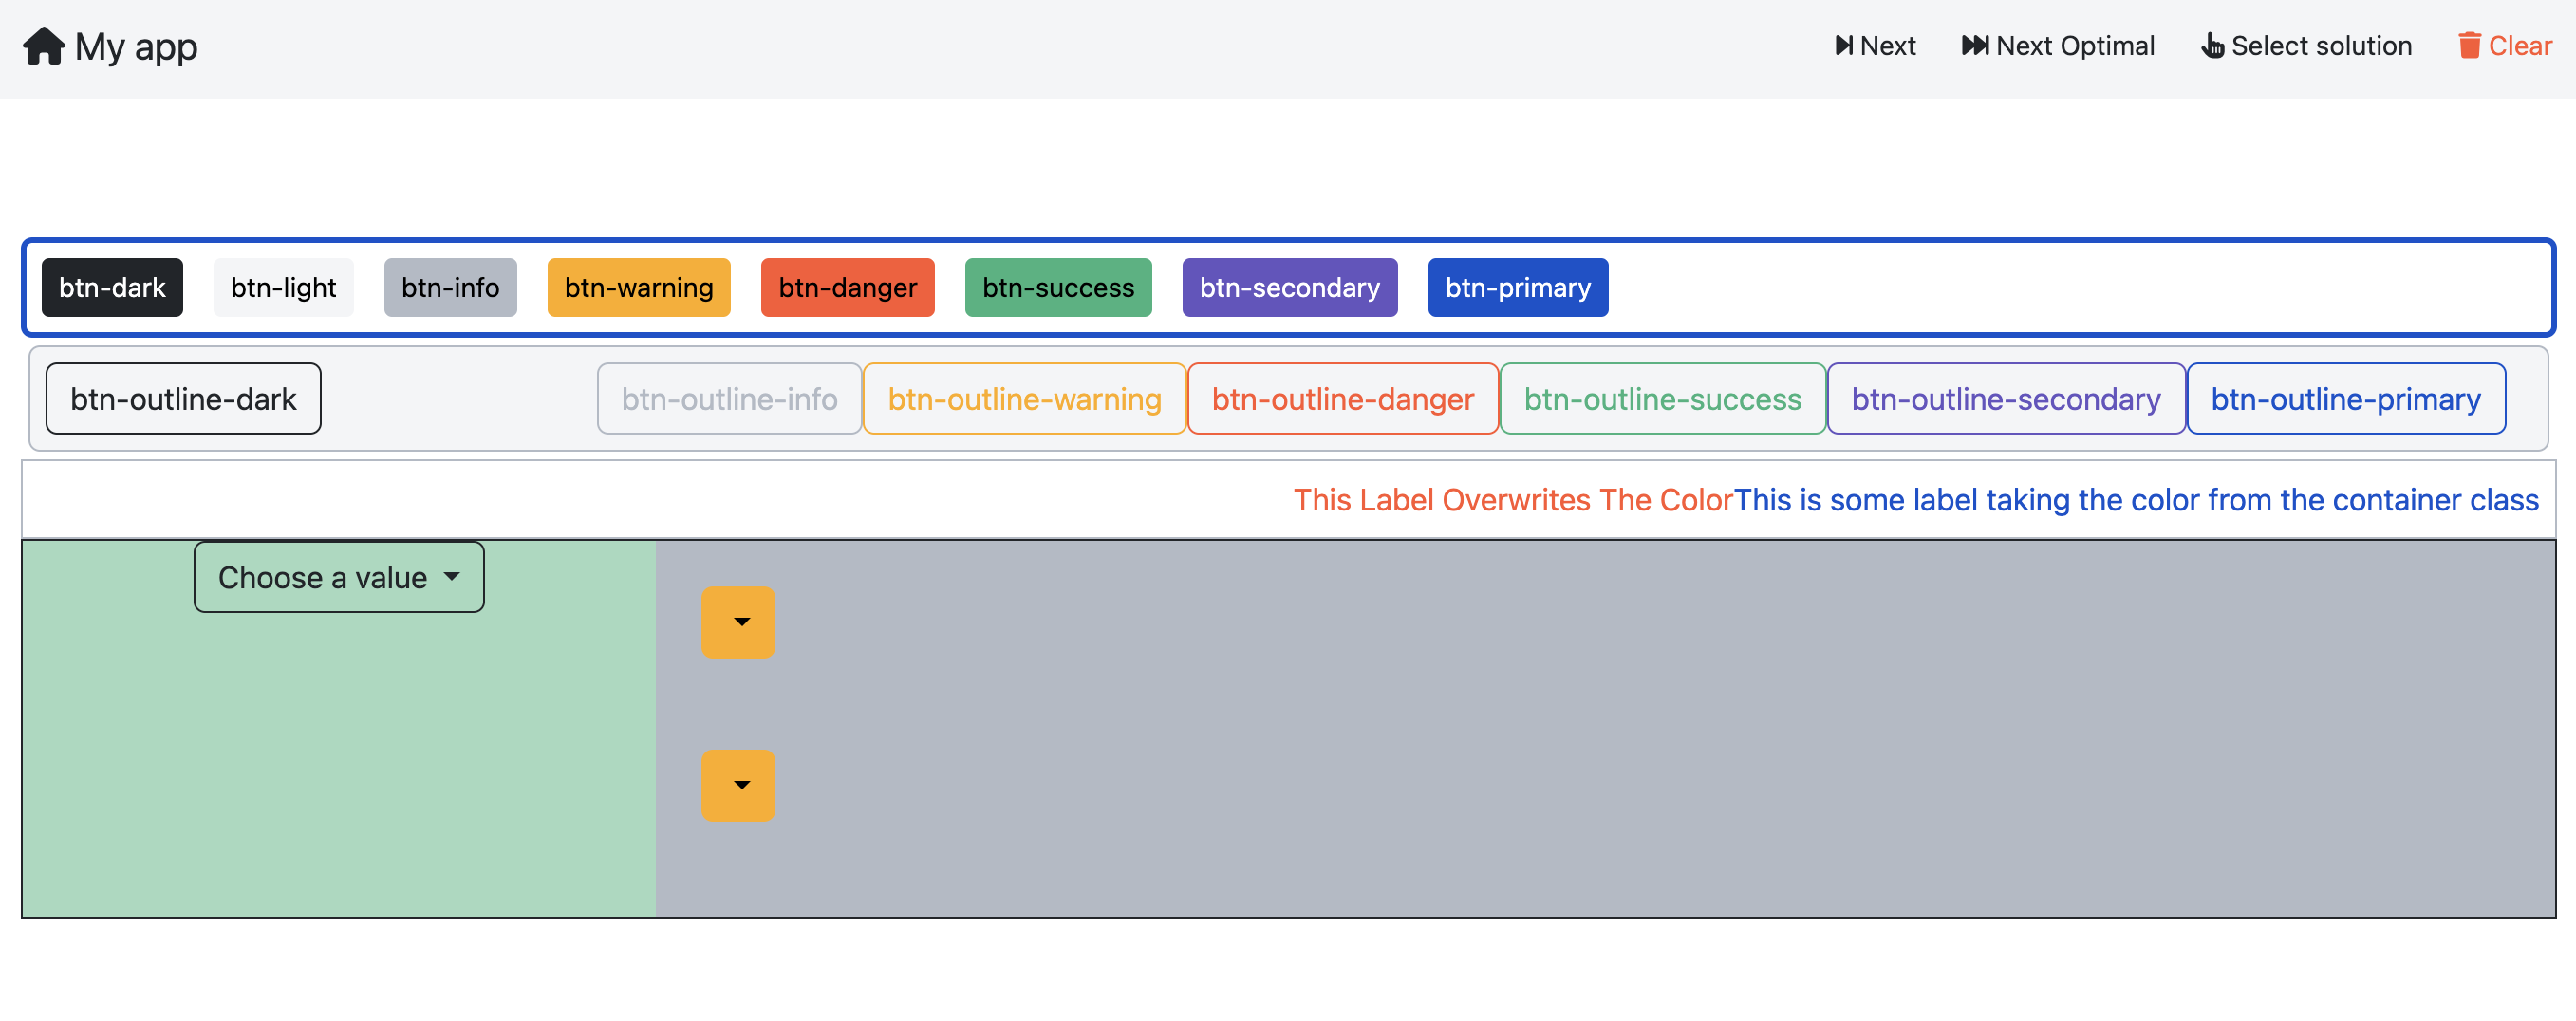 My app Next Next Optimal Select solution Clear
btn-dark btn-light btn-info btn-warning btn-danger btn-success btn-secondary btn-primary
btn-outline-dark btn-outline-info btn-outline-warning btn-outline-danger btn-outline-success btn-outline-secondary btn-outline-primary
This Label Overwrites The ColorThis is some label taking the color from the container class
Choose a value